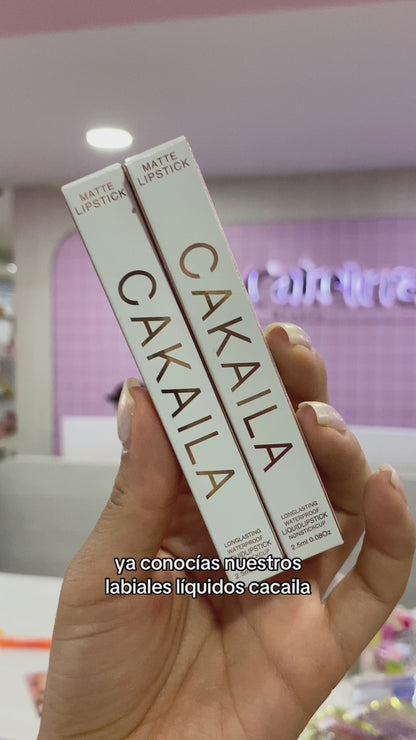 MATTE
LIPSTICK
CAKAILA
LONGLASTING
WATERPROOF
LIQUIDLIPSTICK
MATTE
LIPSTICK
CAKAILA
LONGLASTING
WATERPROOF
LIQUIDLIPSTICK
NONSTICKCUP
2.5ml 0.08Oz
ya conocías nuestros
labiales líquidos cacaila